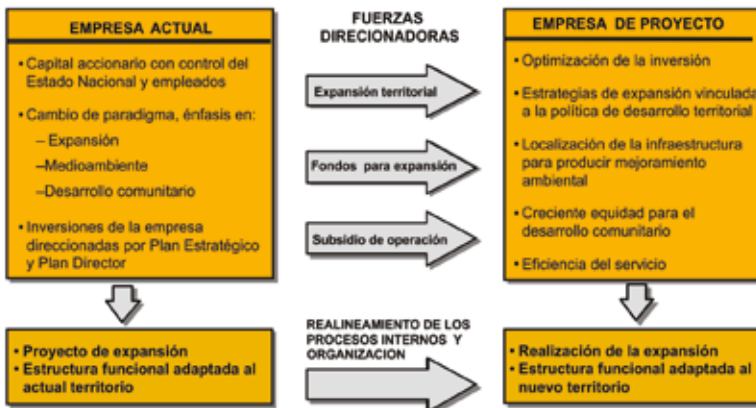 EMPRESA ACTUAL
• Capital accionario con control del
Estado Nacional y empleados
• Cambio de paradigma, énfasis en:
– Expansión
–Medioambiente
–Desarrollo comunitario
• Inversiones de la empresa
direccionadas por Plan Estratégico
y Plan Director
• Proyecto de expansión
• Estructura funcional adaptada al
actual territorio
FUERZAS
DIRECIONADORAS
Expansión territorial
Fondos para expansión
Subsidio de operación
REALINEAMIENTO DE LOS
PROCESOS INTERNOS Y
ORGANIZACION
EMPRESA DE PROYECTO
• Optimización de la inversión
• Estrategias de expansión vinculada
a la política de desarrollo territorial
• Localización de la infraestructura
para producir mejoramiento
ambiental
• Creciente equidad para el
desarrollo comunitario
• Eficiencia del servicio
• Realización de la expansión
• Estructura funcional adaptada al
nuevo territorio